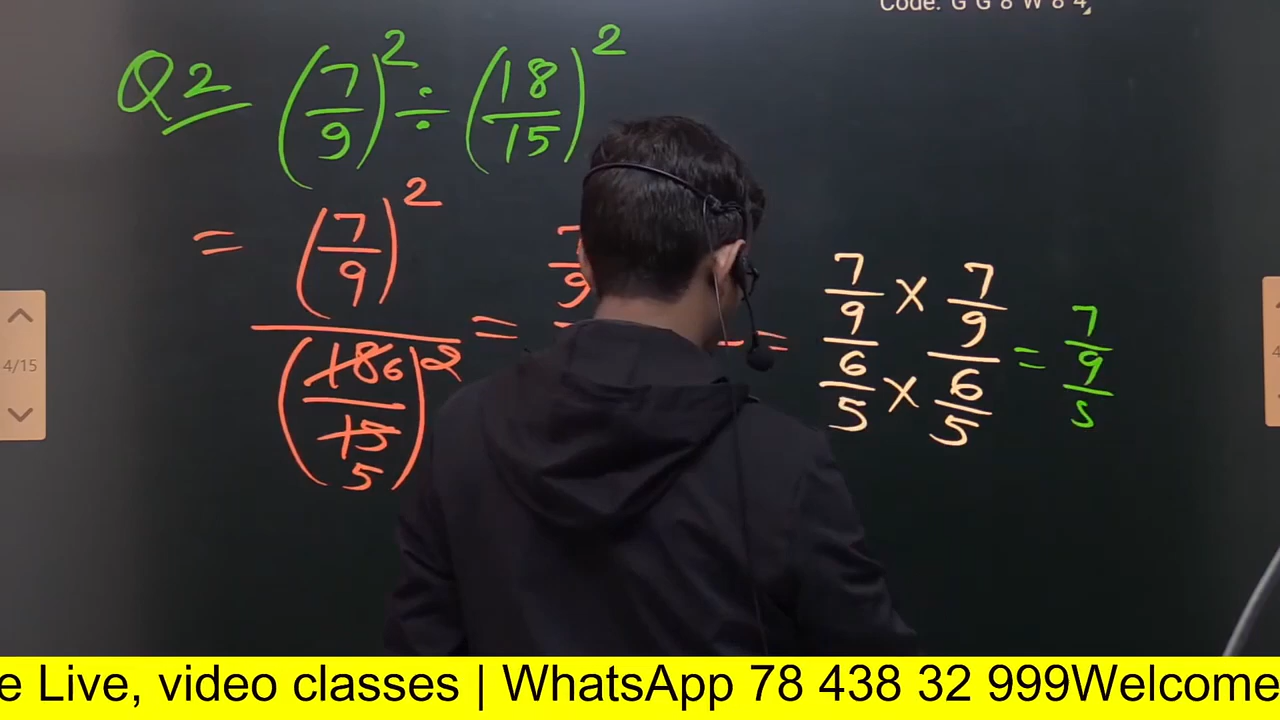 Code: G G 8 W 8 4
Q2 (7/9)² ÷ (18/15)²
= (7/9)² / (18 6/15 5)² = 7/9 = 7/9 × 7/9 / 6/5 × 6/5 = 7/9/5
4/15
e Live, video classes | WhatsApp 78 438 32 999Welcome